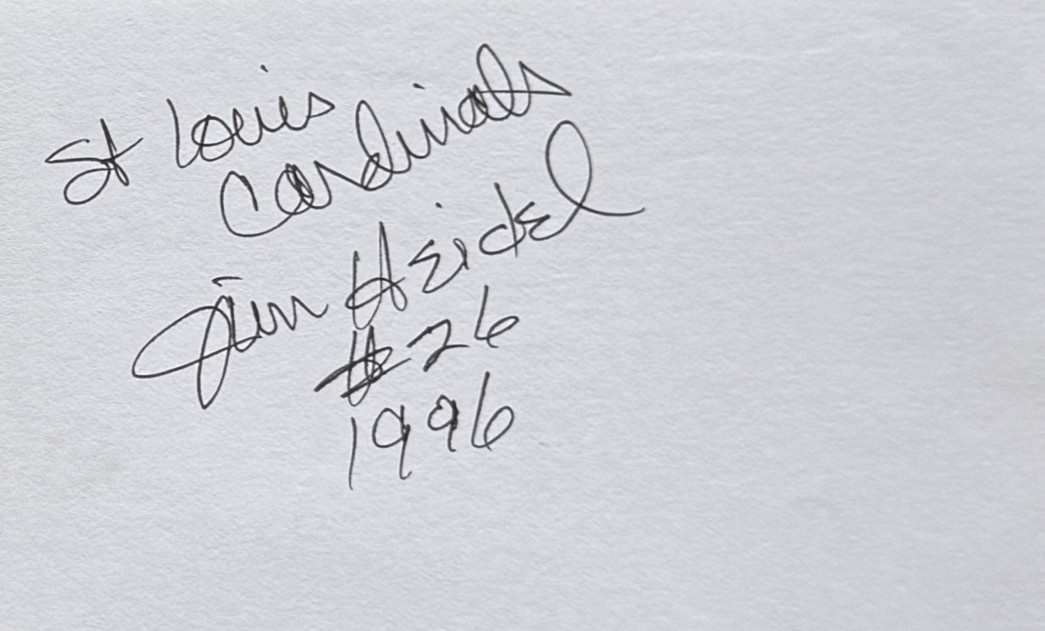 St Louis
Cardinals
Jim Heidel
#26
1996